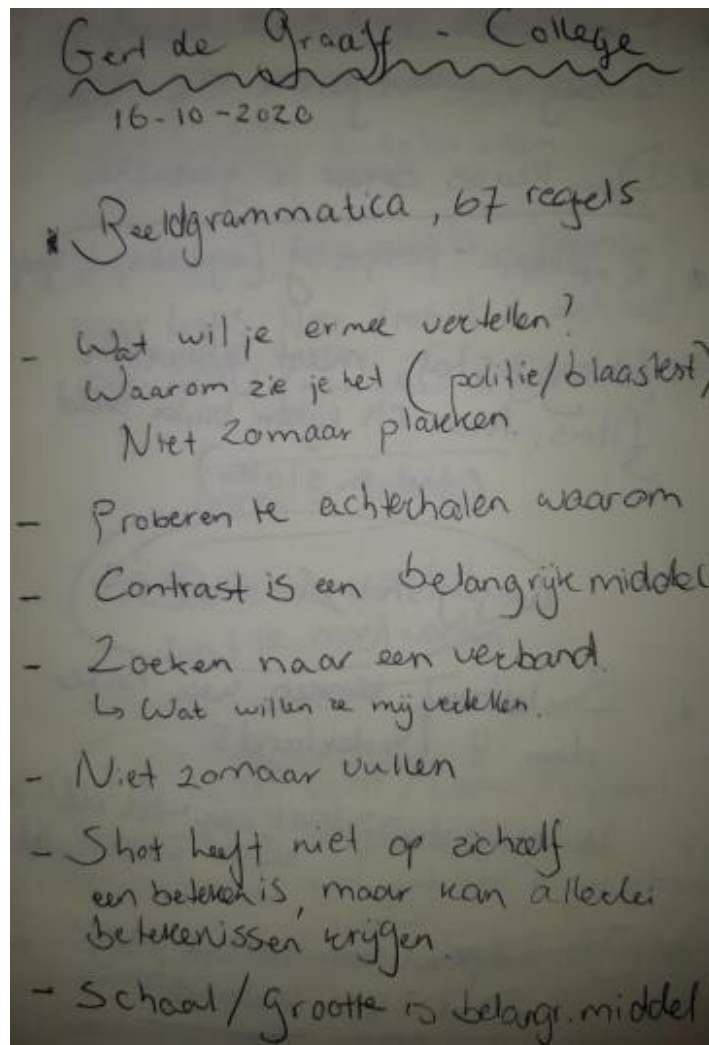 Gert de Graaff - College
16-10-2020
Beeldgrammatica, 67 regels
- Wat wil je ermee vertellen?
Waarom zie je het (politie/blaastest)
Niet zomaar plakken.
- Proberen te achterhalen waarom
- Contrast is een belangrijk middel
- Zoeken naar een verband.
↳ Wat willen ze mij vertellen.
- Niet zomaar vullen
- Shot heeft niet op zichzelf
een betekenis, maar kan allerlei
betekenissen krijgen.
- Schaal/Grootte is belangr. middel